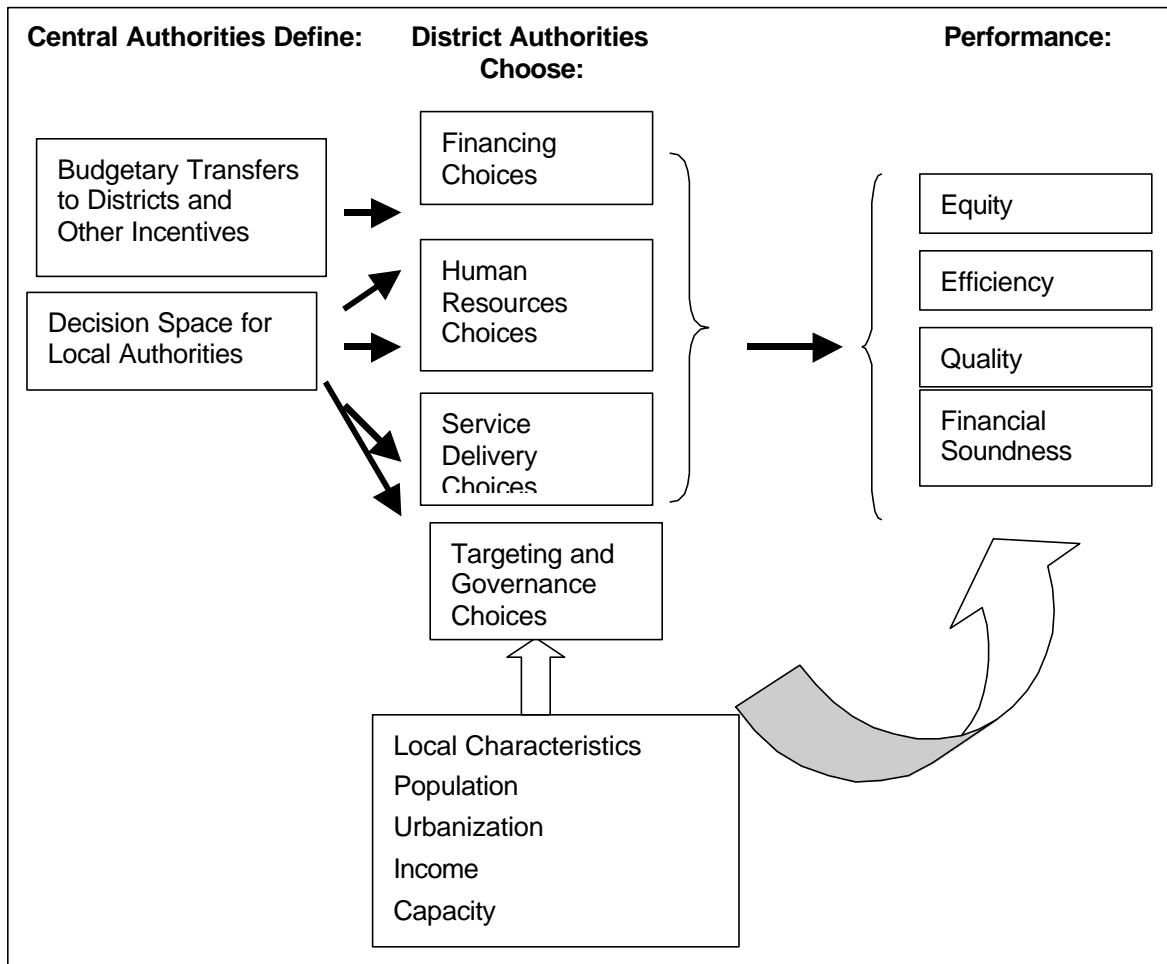 Central Authorities Define:
District Authorities
Choose:
Performance:
Budgetary Transfers
to Districts and
Other Incentives
Decision Space for
Local Authorities
Financing
Choices
Human
Resources
Choices
Service
Delivery
Choices
Targeting and
Governance
Choices
Equity
Efficiency
Quality
Financial
Soundness
Local Characteristics
Population
Urbanization
Income
Capacity